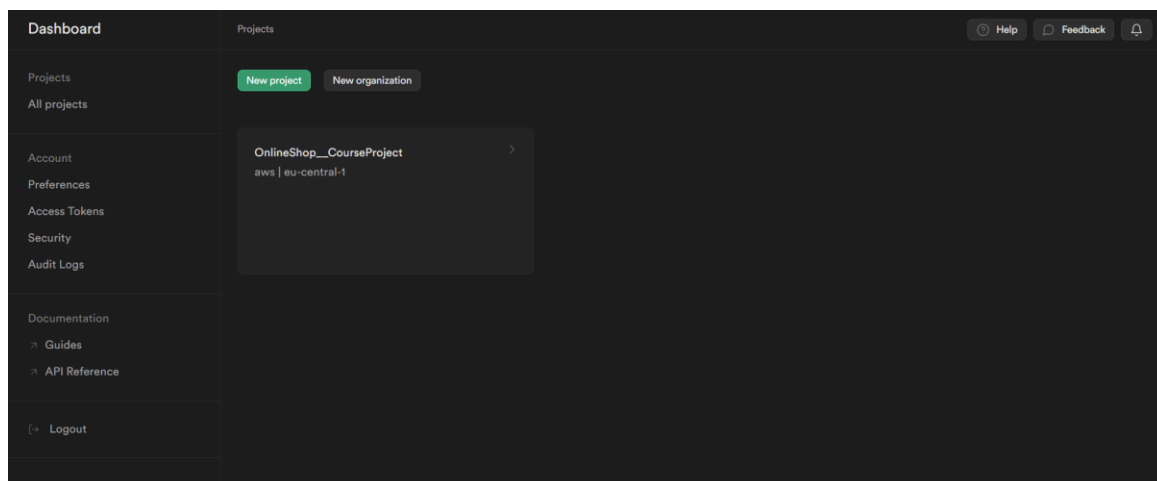 Dashboard
Projects
Help
Feedback
Projects
All projects
New project
New organization
OnlineShop__CourseProject
aws | eu-central-1
Account
Preferences
Access Tokens
Security
Audit Logs
Documentation
Guides
API Reference
Logout